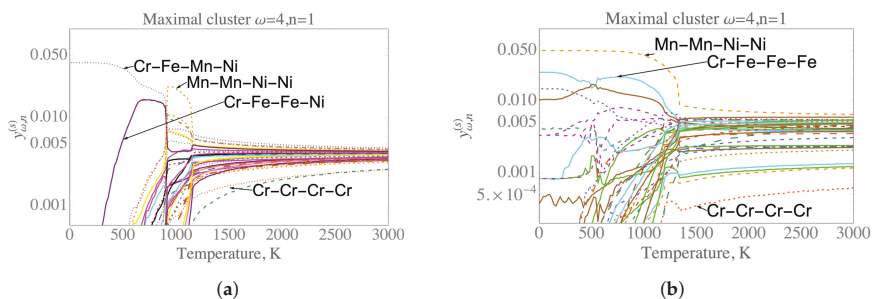 Maximal cluster ω=4,n=1
0.050
0.010
0.005
0.001
y_{ω,n}^{(s)}
Cr–Fe–Mn–Ni
Mn–Mn–Ni–Ni
Cr–Fe–Fe–Ni
Cr–Cr–Cr–Cr
0 500 1000 1500 2000 2500 3000
Temperature, K
(a)
Maximal cluster ω=4,n=1
0.050
0.010
0.005
0.001
5.×10⁻⁴
y_{ω,n}^{(s)}
Mn–Mn–Ni–Ni
Cr–Fe–Fe–Fe
Cr–Cr–Cr–Cr
0 500 1000 1500 2000 2500 3000
Temperature, K
(b)